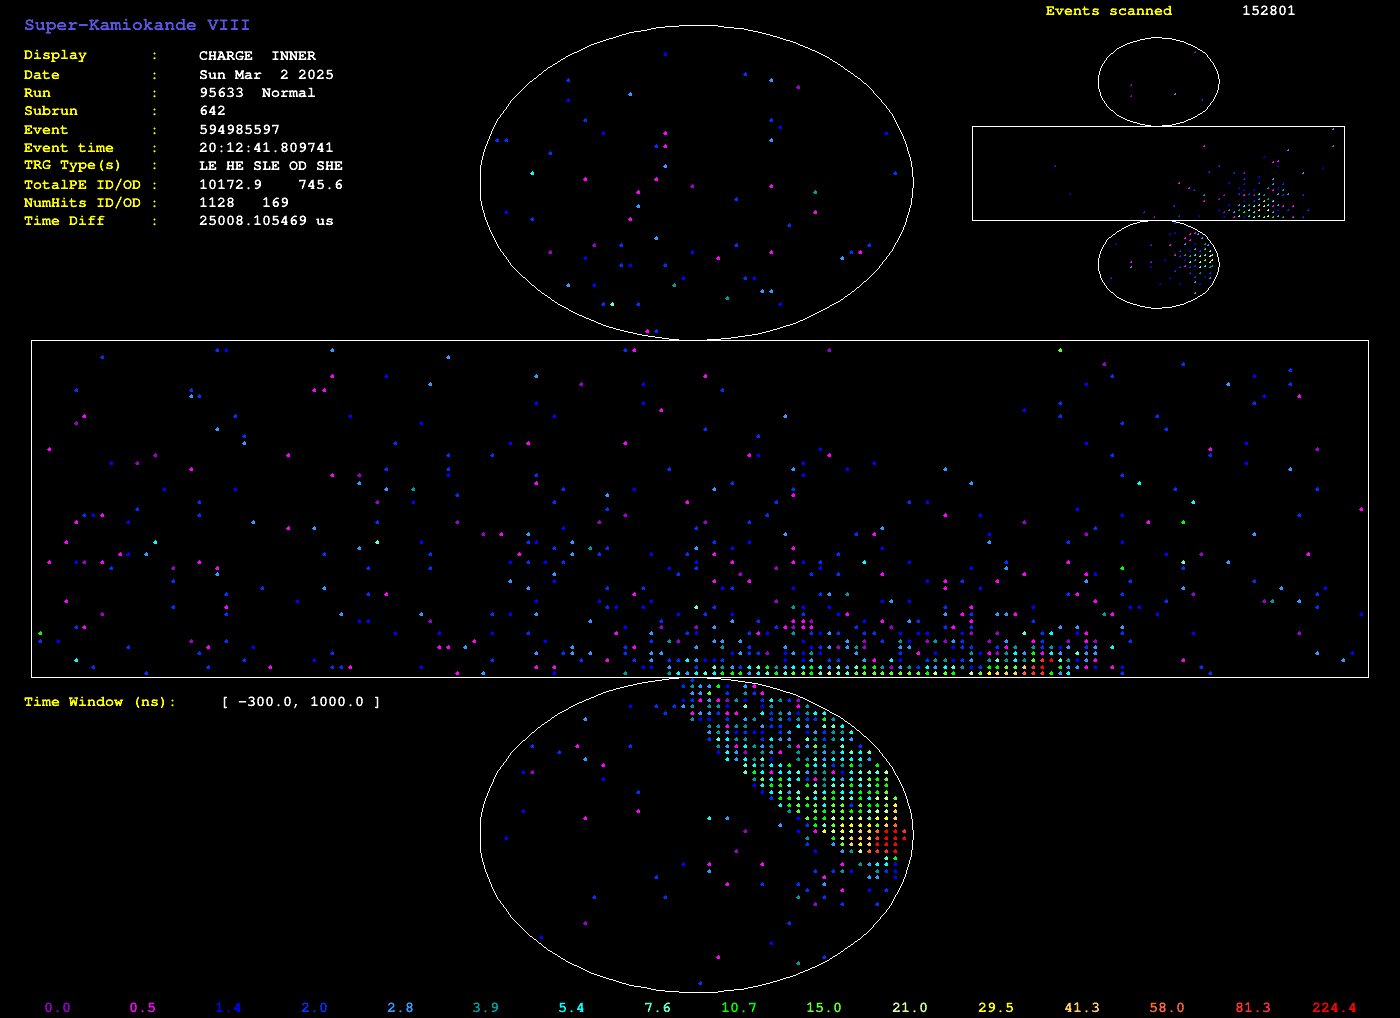 Super-Kamiokande VIII
Display : CHARGE INNER
Date : Sun Mar 2 2025
Run : 95633 Normal
Subrun : 642
Event : 594985597
Event time : 20:12:41.809741
TRG Type(s) : LE HE SLE OD SHE
TotalPE ID/OD : 10172.9 745.6
NumHits ID/OD : 1128 169
Time Diff : 25008.105469 us
Events scanned 152801
Time Window (ns): [ -300.0, 1000.0 ]
0.0 0.5 1.4 2.0 2.8 3.9 5.4 7.6 10.7 15.0 21.0 29.5 41.3 58.0 81.3 224.4